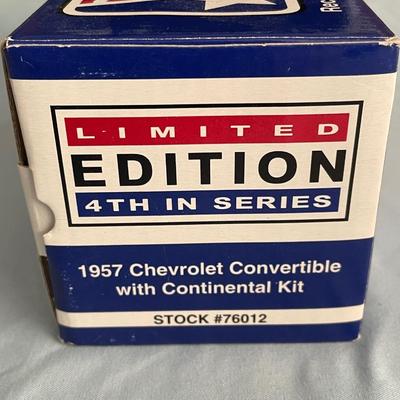 LIMITED
EDITION
4TH IN SERIES
1957 Chevrolet Convertible
with Continental Kit
STOCK #76012